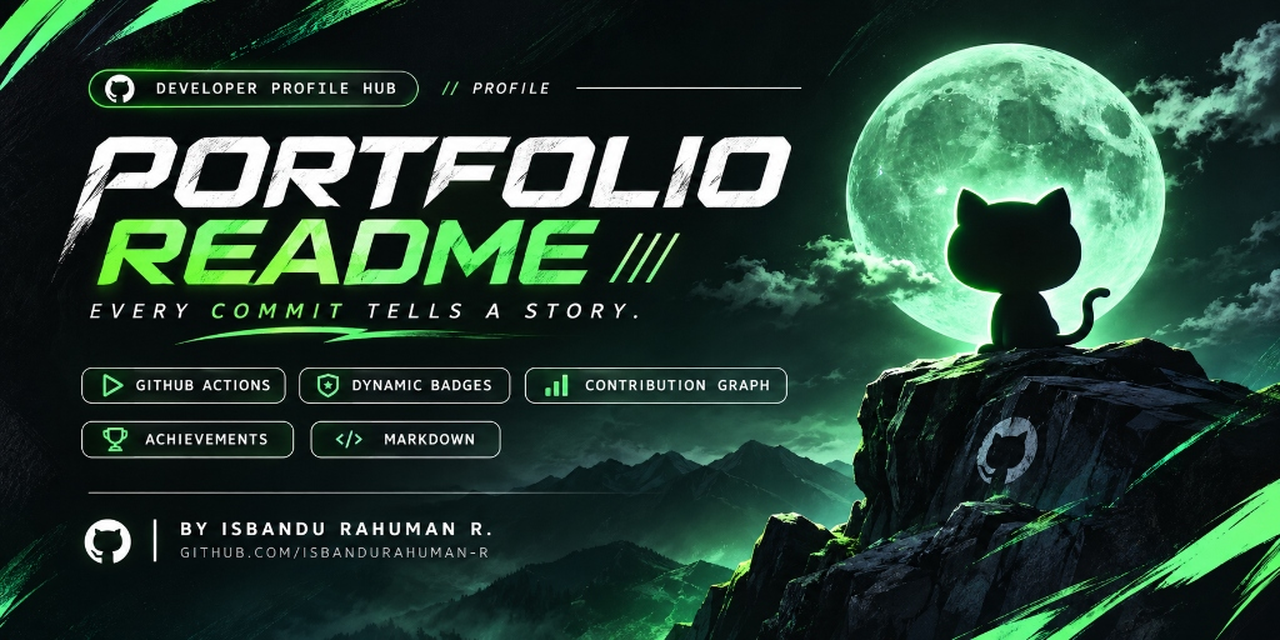 DEVELOPER PROFILE HUB // PROFILE
PORTFOLIO
README ///
EVERY COMMIT TELLS A STORY.
GITHUB ACTIONS DYNAMIC BADGES CONTRIBUTION GRAPH
ACHIEVEMENTS </> MARKDOWN
BY ISBANDU RAHUMAN R.
GITHUB.COM/ISBANDURAHUMAN-R